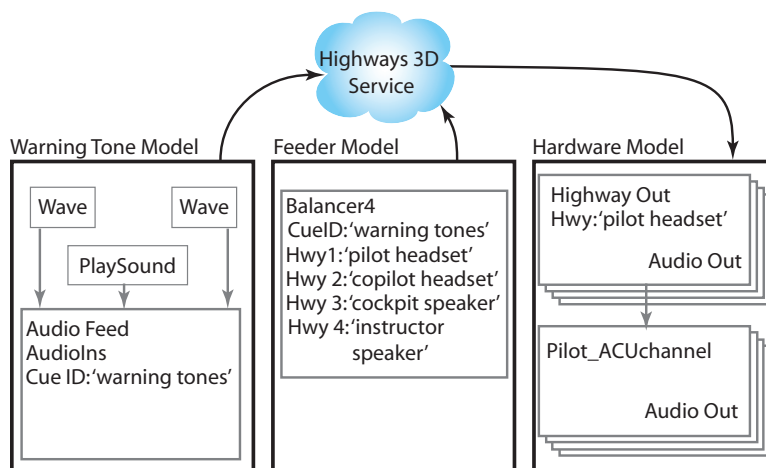 Highways 3D
Service
Warning Tone Model
Feeder Model
Hardware Model
Wave
Wave
PlaySound
Audio Feed
AudioIns
Cue ID:‘warning tones’
Balancer4
CueID:‘warning tones’
Hwy1:‘pilot headset’
Hwy 2:‘copilot headset’
Hwy 3:‘cockpit speaker’
Hwy 4:‘instructor
speaker’
Highway Out
Hwy:‘pilot headset’
Audio Out
Pilot_ACUchannel
Audio Out